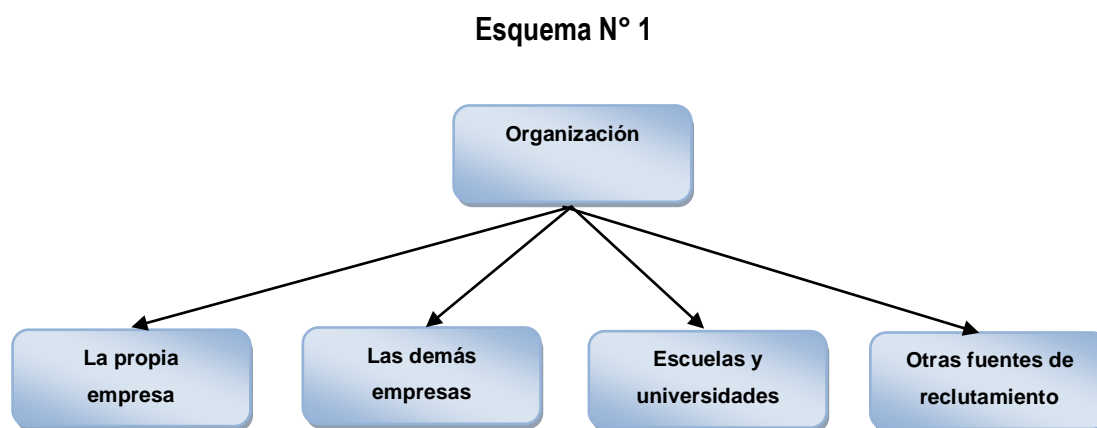 Esquema N° 1
Organización
La propia
empresa
Las demás
empresas
Escuelas y
universidades
Otras fuentes de
reclutamiento